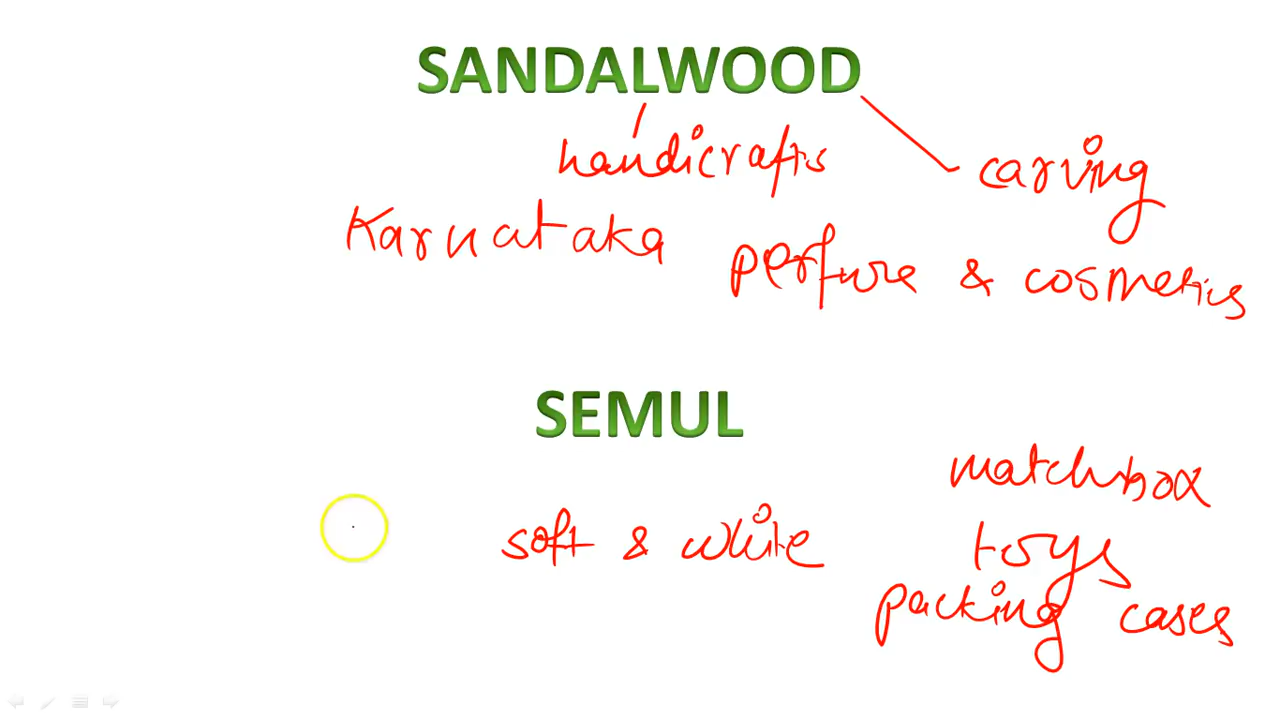 SANDALWOOD
handicrafts
carving
Karnataka
perfume & cosmetics
SEMUL
matchbox
soft & white
toys
packing cases